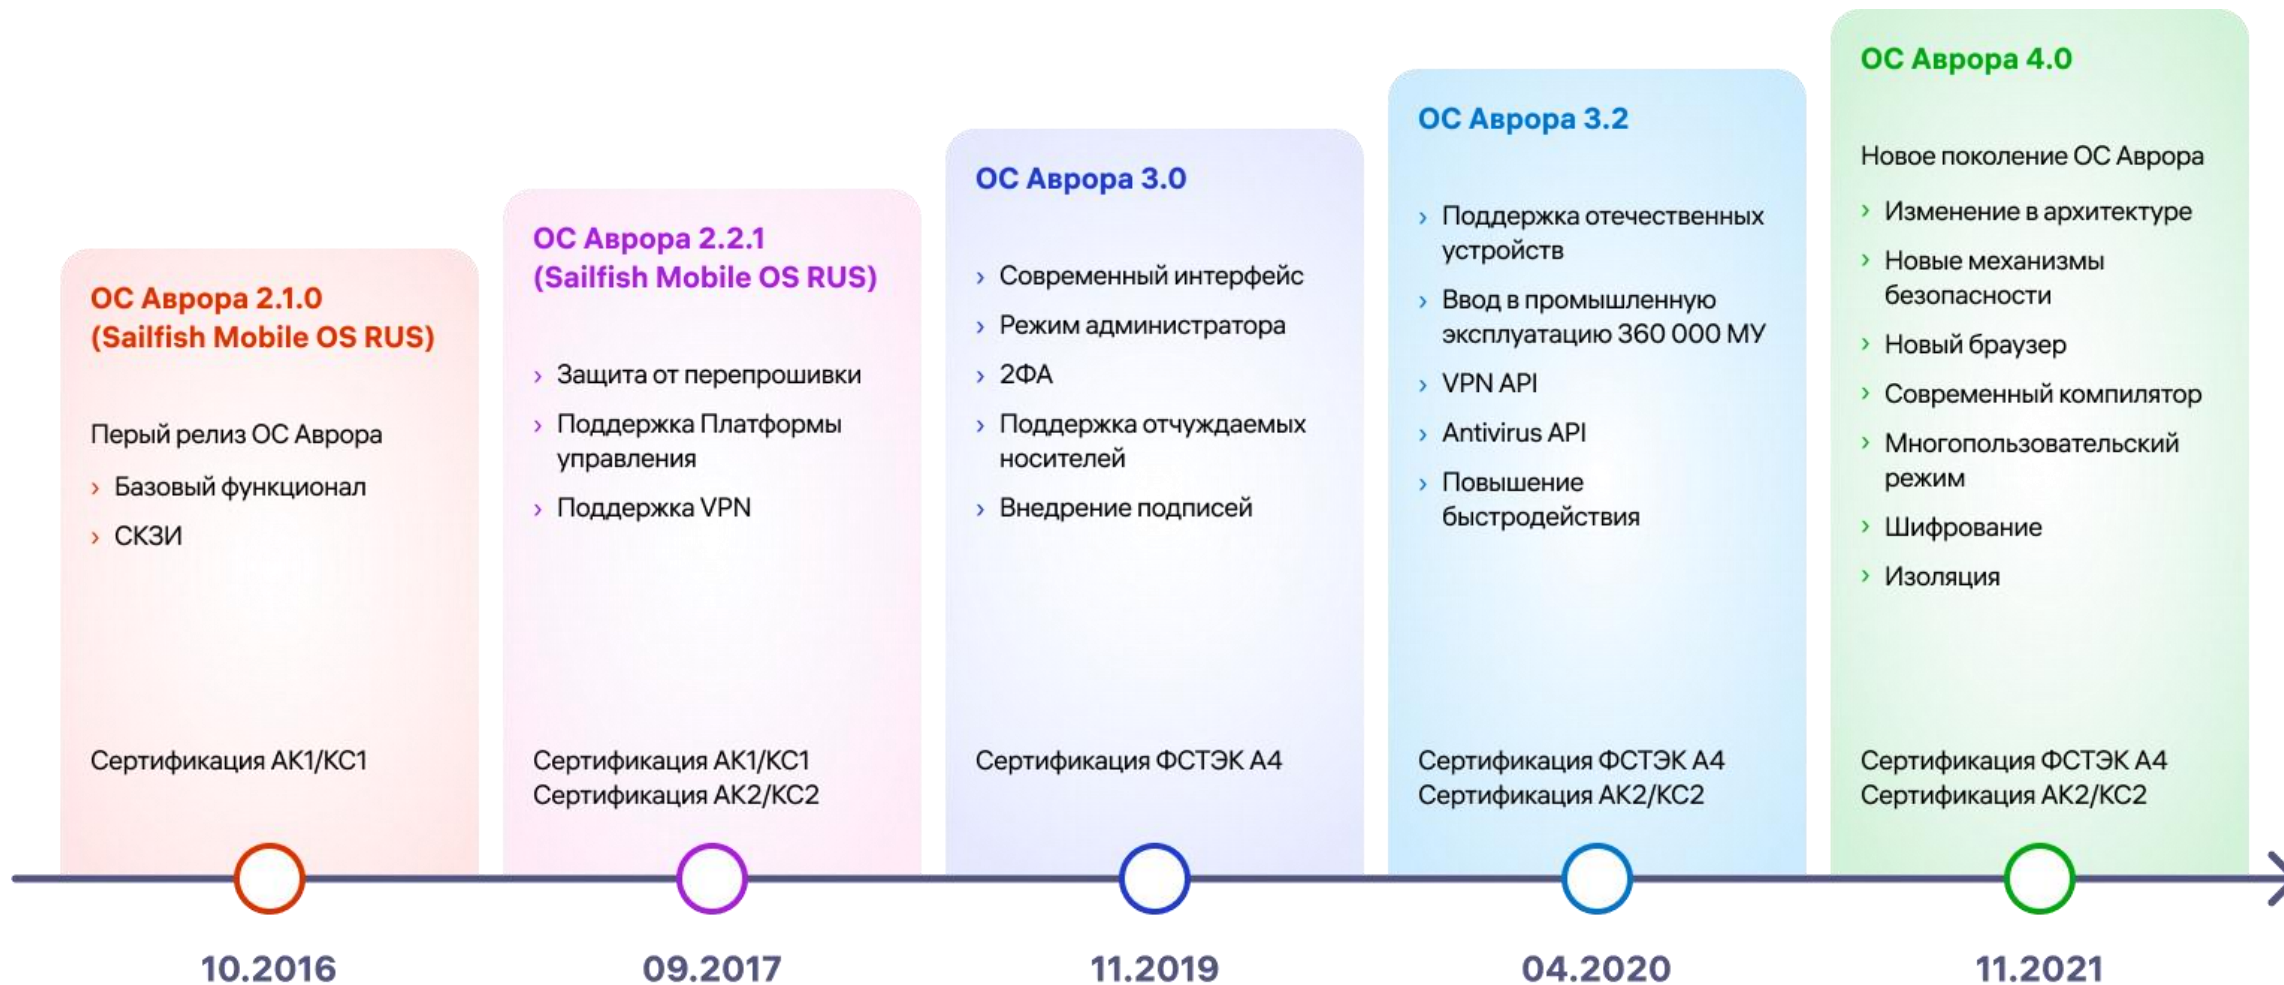 ОС Аврора 2.1.0
(Sailfish Mobile OS RUS)
Перый релиз ОС Аврора
› Базовый функционал
› СКЗИ
Сертификация АК1/КС1
10.2016
ОС Аврора 2.2.1
(Sailfish Mobile OS RUS)
› Защита от перепрошивки
› Поддержка Платформы
управления
› Поддержка VPN
Сертификация АК1/КС1
Сертификация АК2/КС2
09.2017
ОС Аврора 3.0
› Современный интерфейс
› Режим администратора
› 2ФА
› Поддержка отчуждаемых
носителей
› Внедрение подписей
Сертификация ФСТЭК А4
11.2019
ОС Аврора 3.2
› Поддержка отечественных
устройств
› Ввод в промышленную
эксплуатацию 360 000 МУ
› VPN API
› Antivirus API
› Повышение
быстродействия
Сертификация ФСТЭК А4
Сертификация АК2/КС2
04.2020
ОС Аврора 4.0
Новое поколение ОС Аврора
› Изменение в архитектуре
› Новые механизмы
безопасности
› Новый браузер
› Современный компилятор
› Многопользовательский
режим
› Шифрование
› Изоляция
Сертификация ФСТЭК А4
Сертификация АК2/КС2
11.2021